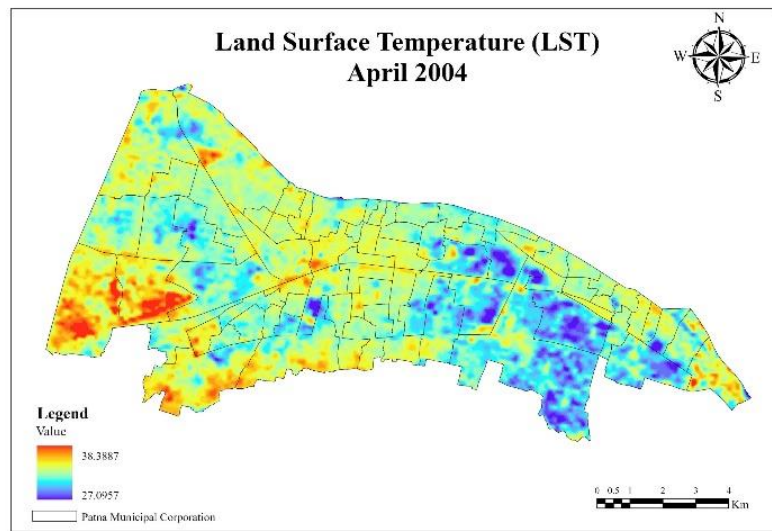 Land Surface Temperature (LST)
April 2004
N
W E
S
Legend
Value
38.3887
27.0957
Patna Municipal Corporation
0 0.5 1 2 3 4
Km